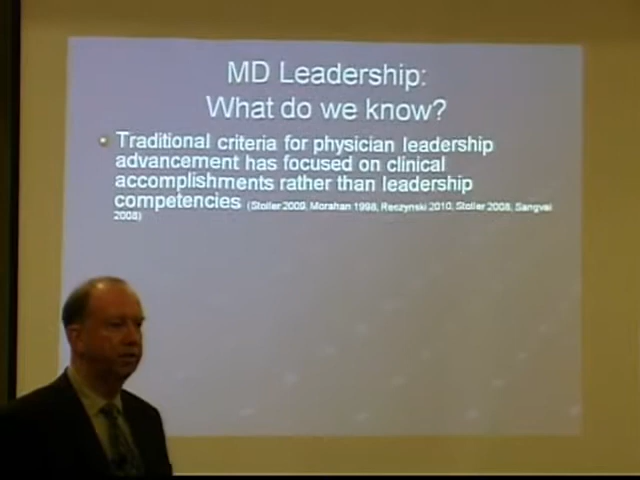 MD Leadership:
What do we know?
Traditional criteria for physician leadership
advancement has focused on clinical
accomplishments rather than leadership
competencies (Stoller 2009, Morahan 1998, Reczynski 2010, Stoller 2008, Sangvai
2008)